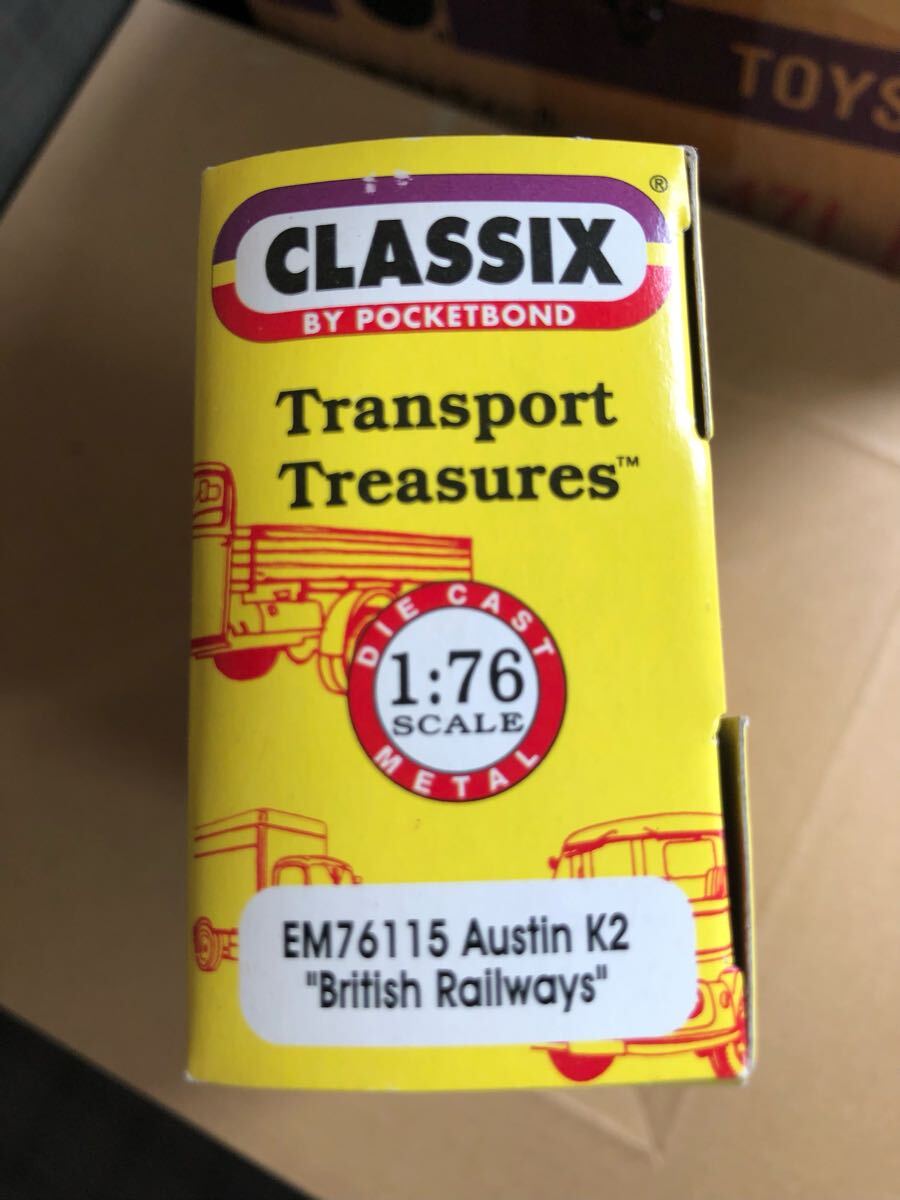 TOYS
CLASSIX ®
BY POCKETBOND
Transport
Treasures™
DIE CAST
1:76
SCALE
METAL
EM76115 Austin K2
"British Railways"